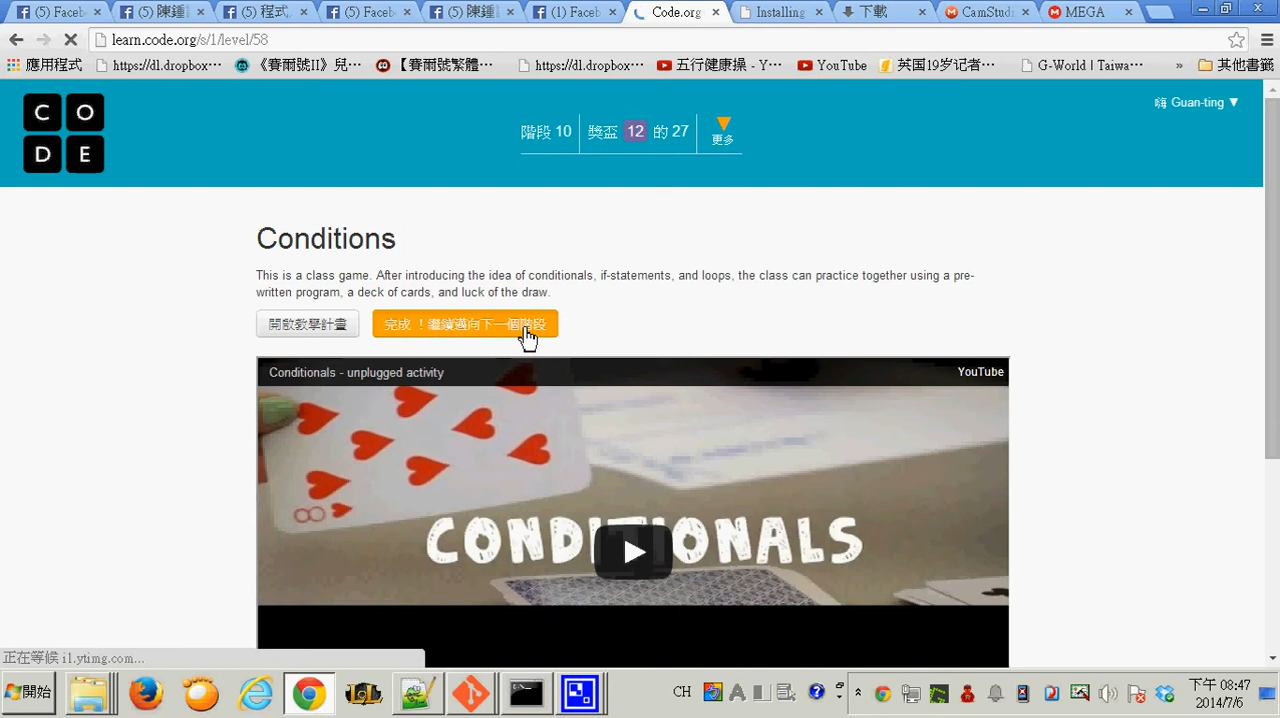 (5) Faceb
(5) 陳鍾
(5) 程式,
(5) Faceb
(5) 陳鍾
(1) Faceb
Code.org
Installing
下載
CamStudi
MEGA
learn.code.org/s/1/level/58
應用程式
https://dl.dropbox…
《賽爾號II》兒…
【賽爾號繁體…
https://dl.dropbox…
五行健康操 - Y…
YouTube
英国19岁记者…
G-World | Taiwa…
»
其他書籤
C O
D E
階段 10
獎盃 12 的 27
更多
嗨 Guan-ting ▼
Conditions
This is a class game. After introducing the idea of conditionals, if-statements, and loops, the class can practice together using a pre-
written program, a deck of cards, and luck of the draw.
開啟教學計畫
完成 ！繼續邁向下一個階段
Conditionals - unplugged activity
YouTube
8
CONDITIONALS
正在等候 i1.ytimg.com...
開始
CH
下午 08:47
2014/7/6